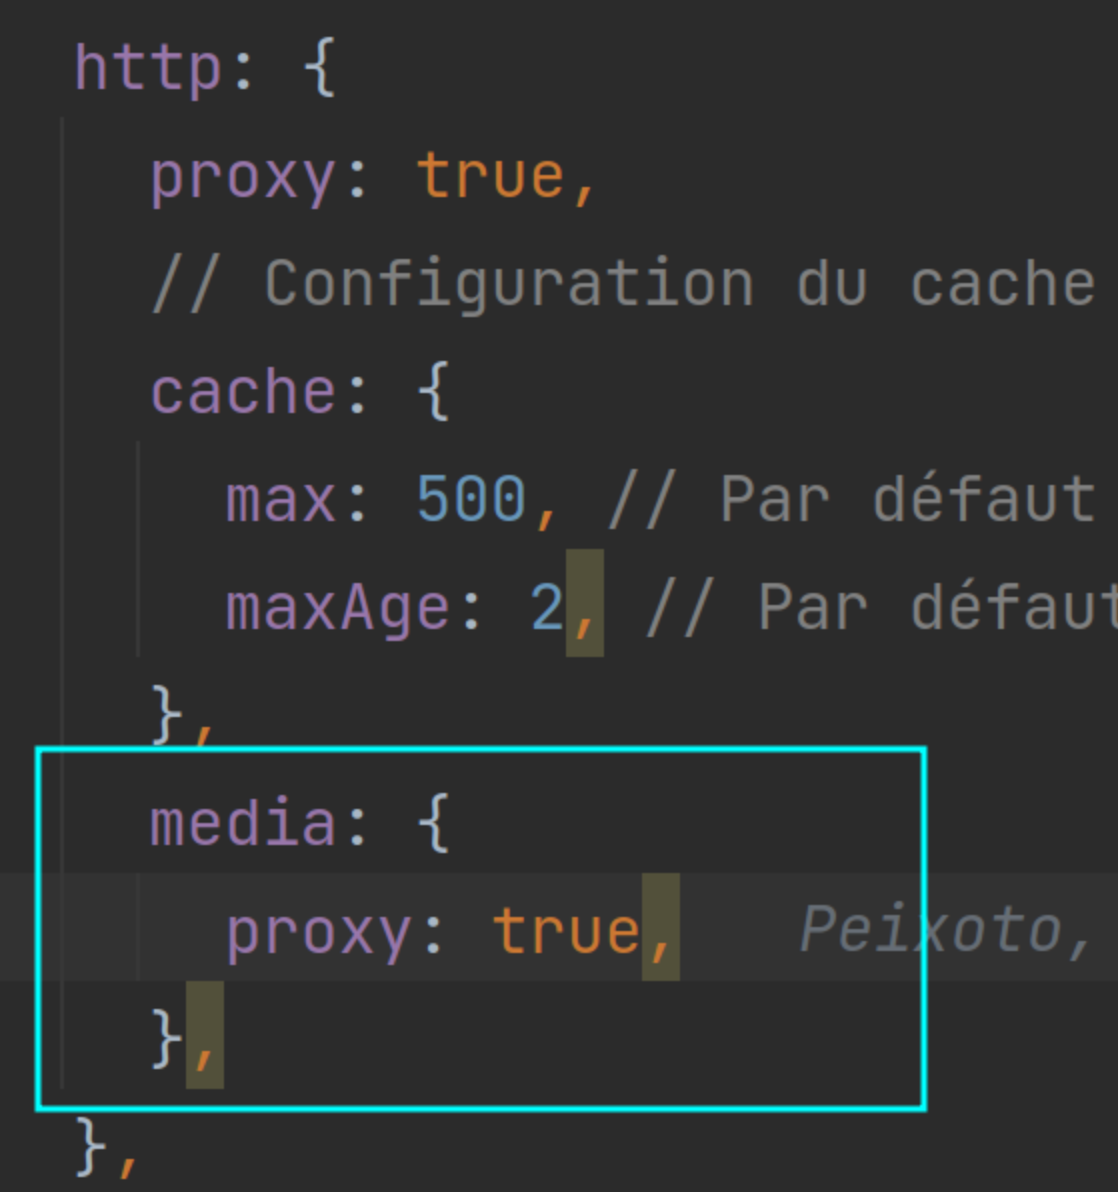 http: {
proxy: true,
// Configuration du cache
cache: {
max: 500, // Par défaut
maxAge: 2, // Par défaut
},
media: {
proxy: true, Peixoto,
},
},